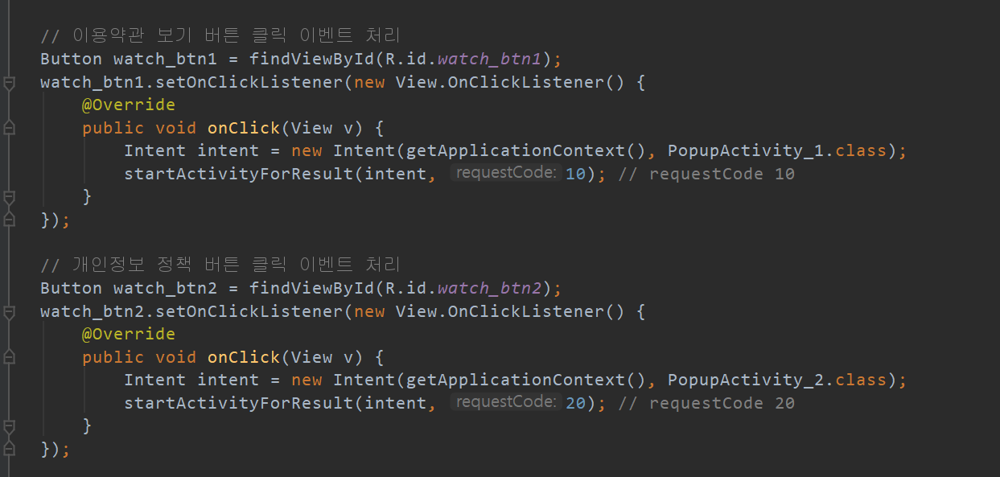 // 이용약관 보기 버튼 클릭 이벤트 처리
Button watch_btn1 = findViewById(R.id.watch_btn1);
watch_btn1.setOnClickListener(new View.OnClickListener() {
@Override
public void onClick(View v) {
Intent intent = new Intent(getApplicationContext(), PopupActivity_1.class);
startActivityForResult(intent, requestCode: 10); // requestCode 10
}
});
// 개인정보 정책 버튼 클릭 이벤트 처리
Button watch_btn2 = findViewById(R.id.watch_btn2);
watch_btn2.setOnClickListener(new View.OnClickListener() {
@Override
public void onClick(View v) {
Intent intent = new Intent(getApplicationContext(), PopupActivity_2.class);
startActivityForResult(intent, requestCode: 20); // requestCode 20
}
});